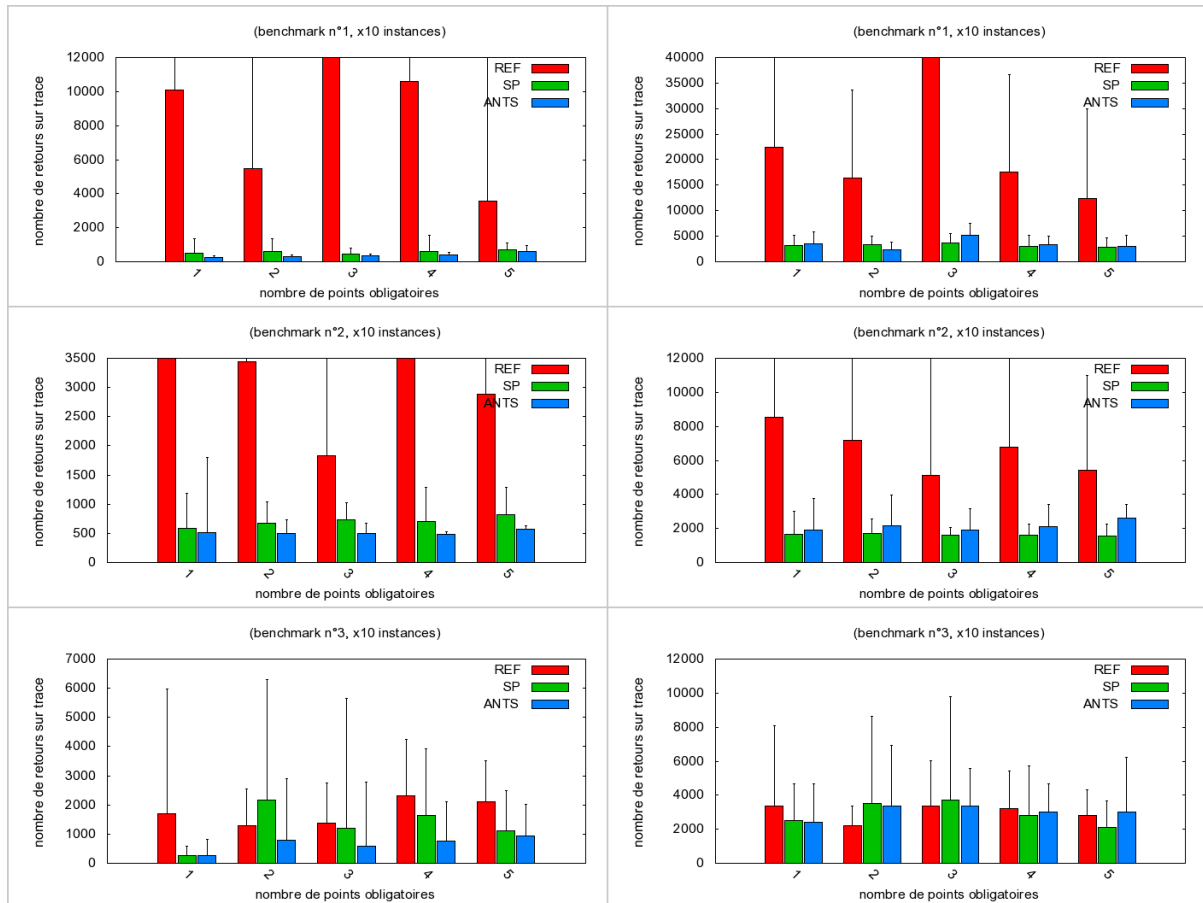 (benchmark n°1, x10 instances)
nombre de retours sur trace
12000
10000
8000
6000
4000
2000
0
REF
SP
ANTS
1 2 3 4 5
nombre de points obligatoires
(benchmark n°1, x10 instances)
nombre de retours sur trace
40000
35000
30000
25000
20000
15000
10000
5000
0
REF
SP
ANTS
1 2 3 4 5
nombre de points obligatoires
(benchmark n°2, x10 instances)
nombre de retours sur trace
3500
3000
2500
2000
1500
1000
500
0
REF
SP
ANTS
1 2 3 4 5
nombre de points obligatoires
(benchmark n°2, x10 instances)
nombre de retours sur trace
12000
10000
8000
6000
4000
2000
0
REF
SP
ANTS
1 2 3 4 5
nombre de points obligatoires
(benchmark n°3, x10 instances)
nombre de retours sur trace
7000
6000
5000
4000
3000
2000
1000
0
REF
SP
ANTS
1 2 3 4 5
nombre de points obligatoires
(benchmark n°3, x10 instances)
nombre de retours sur trace
12000
10000
8000
6000
4000
2000
0
REF
SP
ANTS
1 2 3 4 5
nombre de points obligatoires